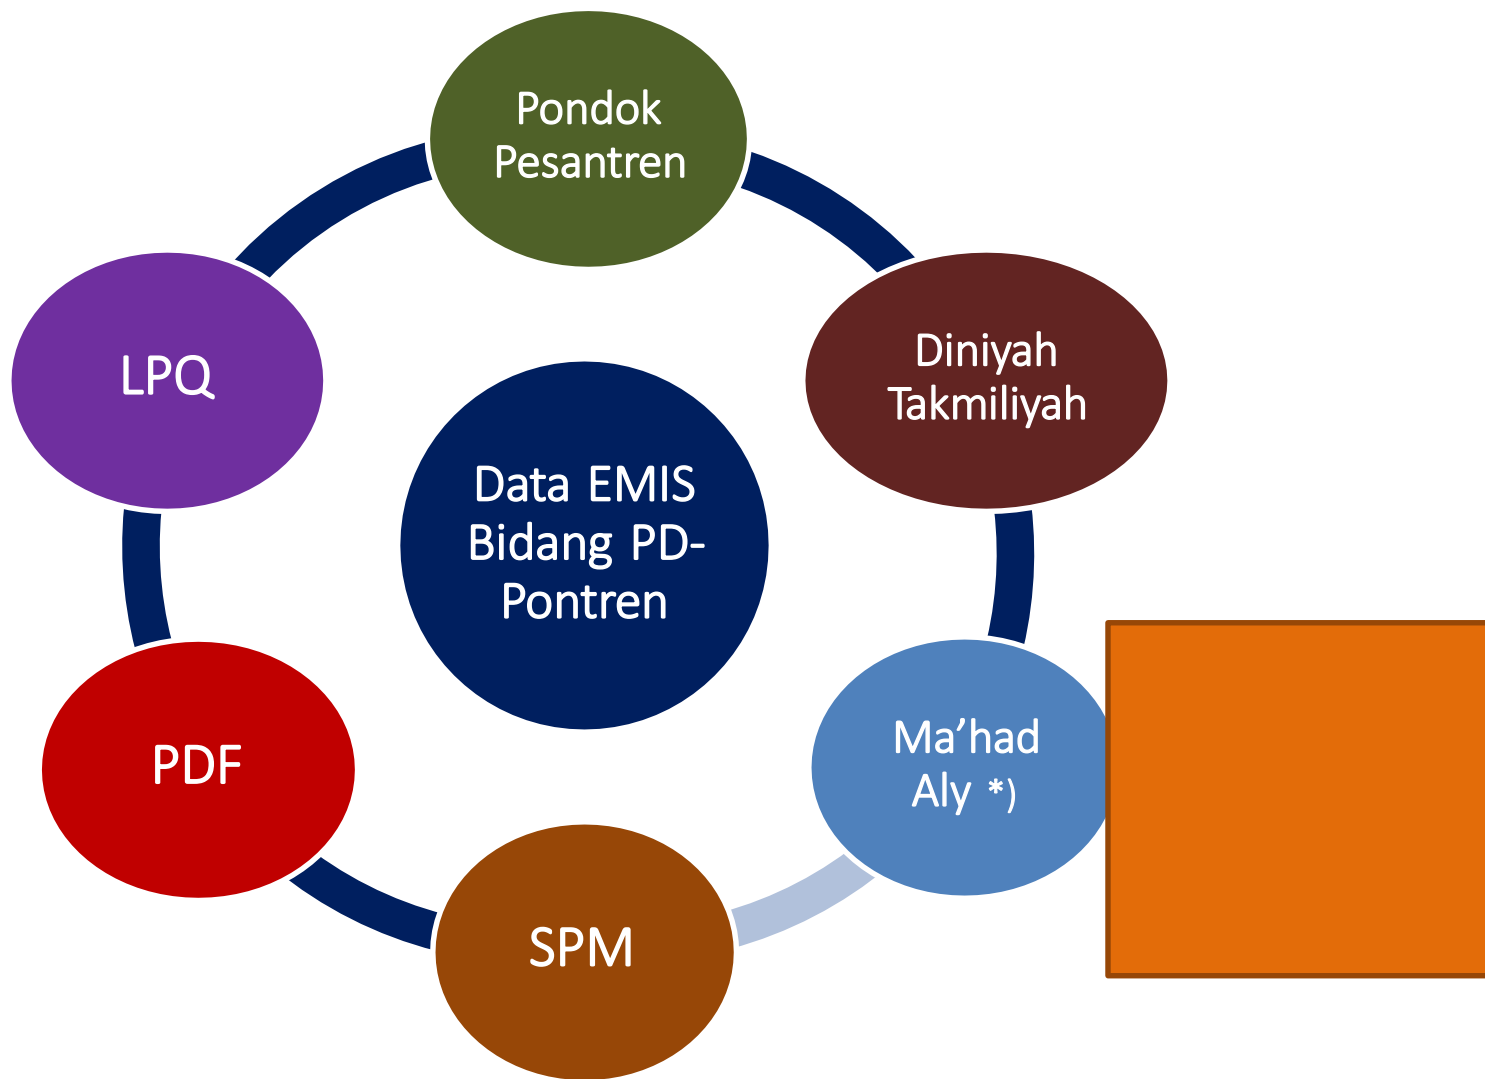 Pondok
Pesantren
Diniyah
Takmiliyah
LPQ
Data EMIS
Bidang PD-
Pontren
Ma’had
Aly *)
PDF
SPM